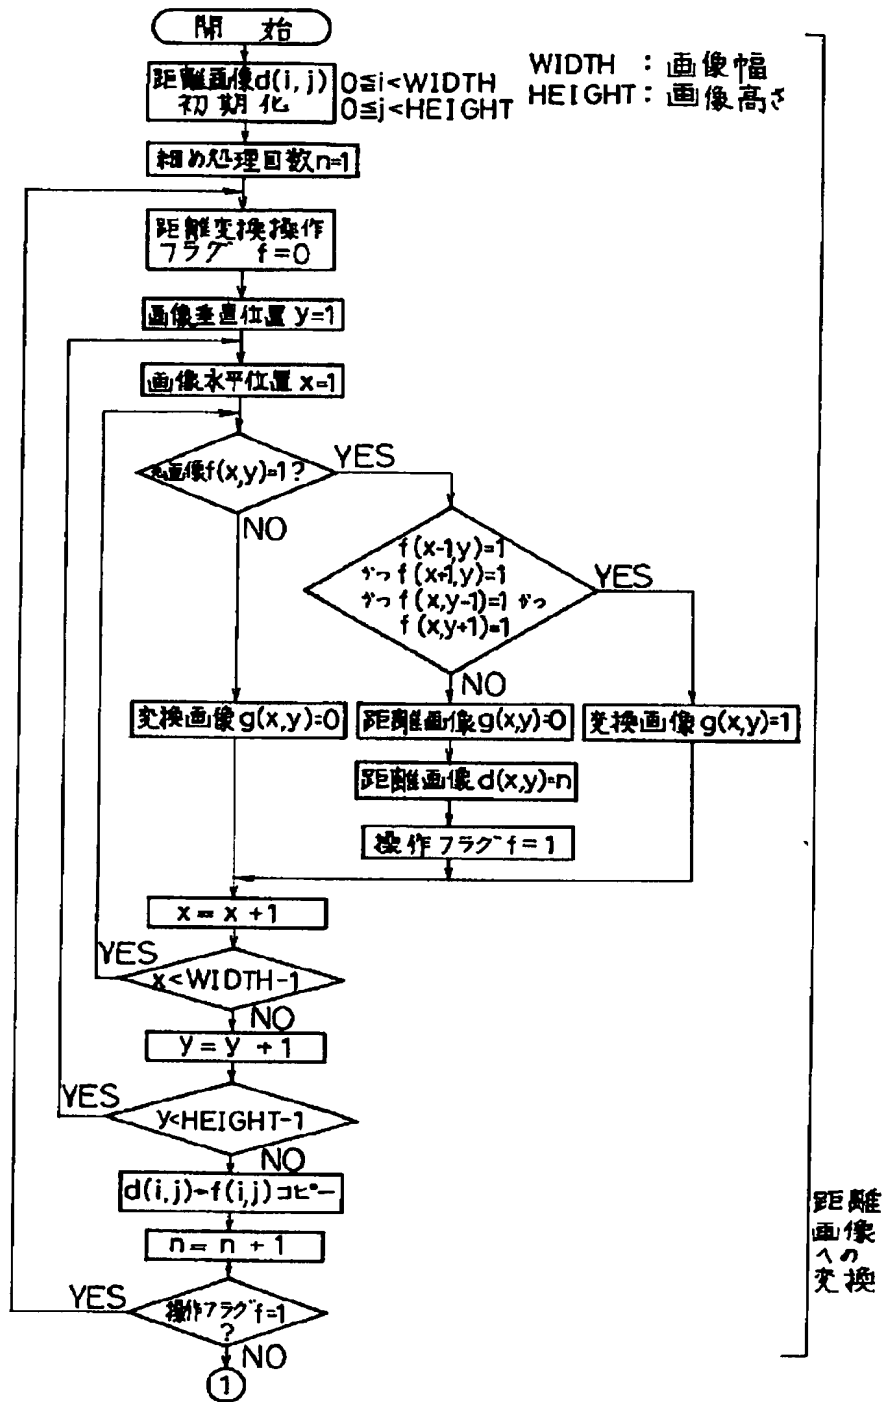 開 始
距離画像d(i,j)
初期化
0≦i<WIDTH
0≦j<HEIGHT
WIDTH : 画像幅
HEIGHT: 画像高さ
細め処理回数n=1
距離変換操作
フラグ f=0
画像垂直位置 y=1
画像水平位置 x=1
元画像f(x,y)=1?
YES
NO
f(x-1,y)=1
かつ f(x+1,y)=1
かつ f(x,y-1)=1 かつ
f(x,y+1)=1
YES
NO
変換画像 g(x,y)=0
距離画像g(x,y)=0
変換画像 g(x,y)=1
距離画像 d(x,y)=n
操作フラグ f=1
x = x +1
YES
x<WIDTH-1
NO
y = y +1
YES
y<HEIGHT-1
NO
d(i,j)→f(i,j)コピー
n = n +1
YES
操作フラグf=1
?
NO
1
距離
画像
への
変換